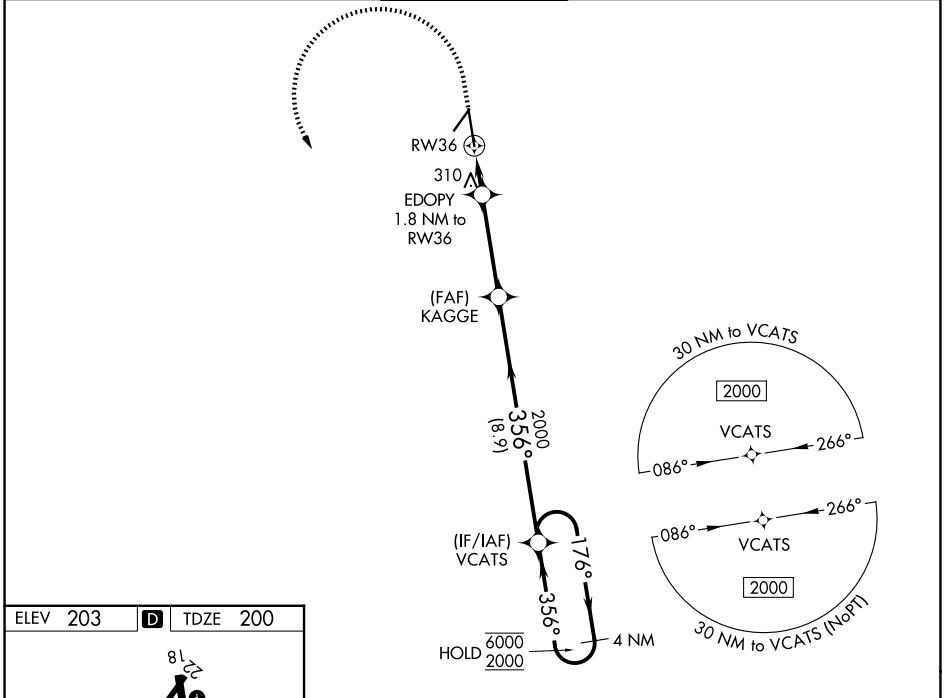 RW36
310
EDOPY
1.8 NM to
RW36
(FAF)
KAGGE
30 NM to VCATS
2000
VCATS
086°
266°
2000
356°
(8.9)
086°
266°
VCATS
2000
30 NM to VCATS (NoPT)
(IF/IAF)
VCATS
176°
356°
4 NM
HOLD 6000
2000
ELEV 203 D TDZE 200
2218